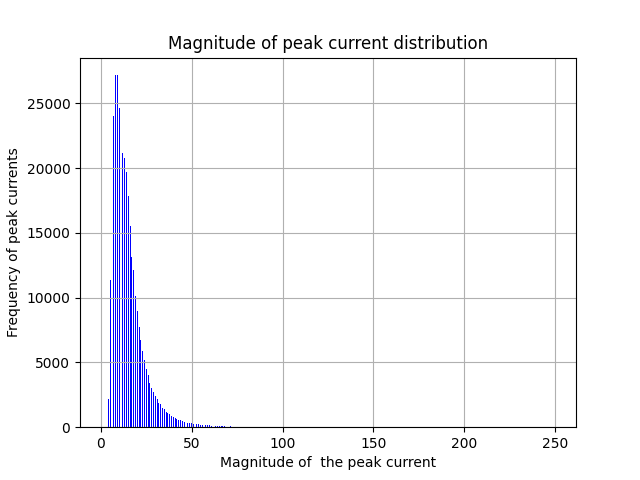 Magnitude of peak current distribution
25000
20000
15000
10000
5000
0
Frequency of peak currents
0 50 100 150 200 250
Magnitude of  the peak current